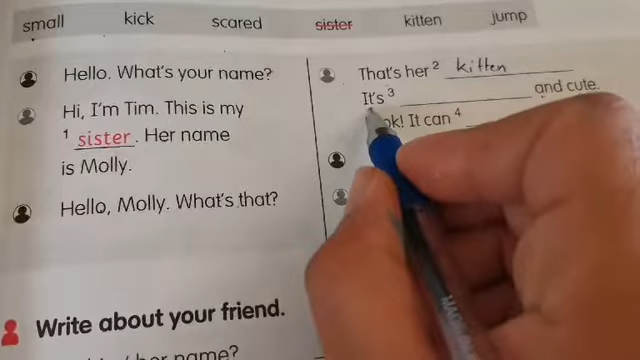 small kick scared sister kitten jump
Hello. What's your name?
Hi, I'm Tim. This is my
1 sister. Her name
is Molly.
Hello, Molly. What's that?
That's her 2 kitten
It's 3 and cute.
It can 4
Write about your friend.
her name?